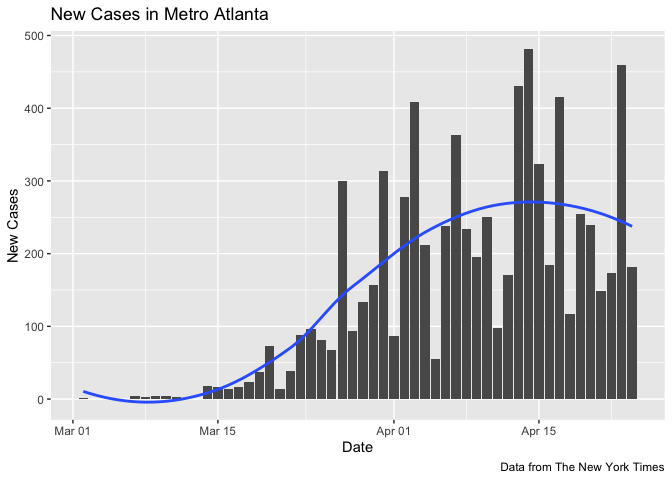 New Cases in Metro Atlanta
500
400
300
200
100
0
New Cases
Mar 01
Mar 15
Apr 01
Apr 15
Date
Data from The New York Times